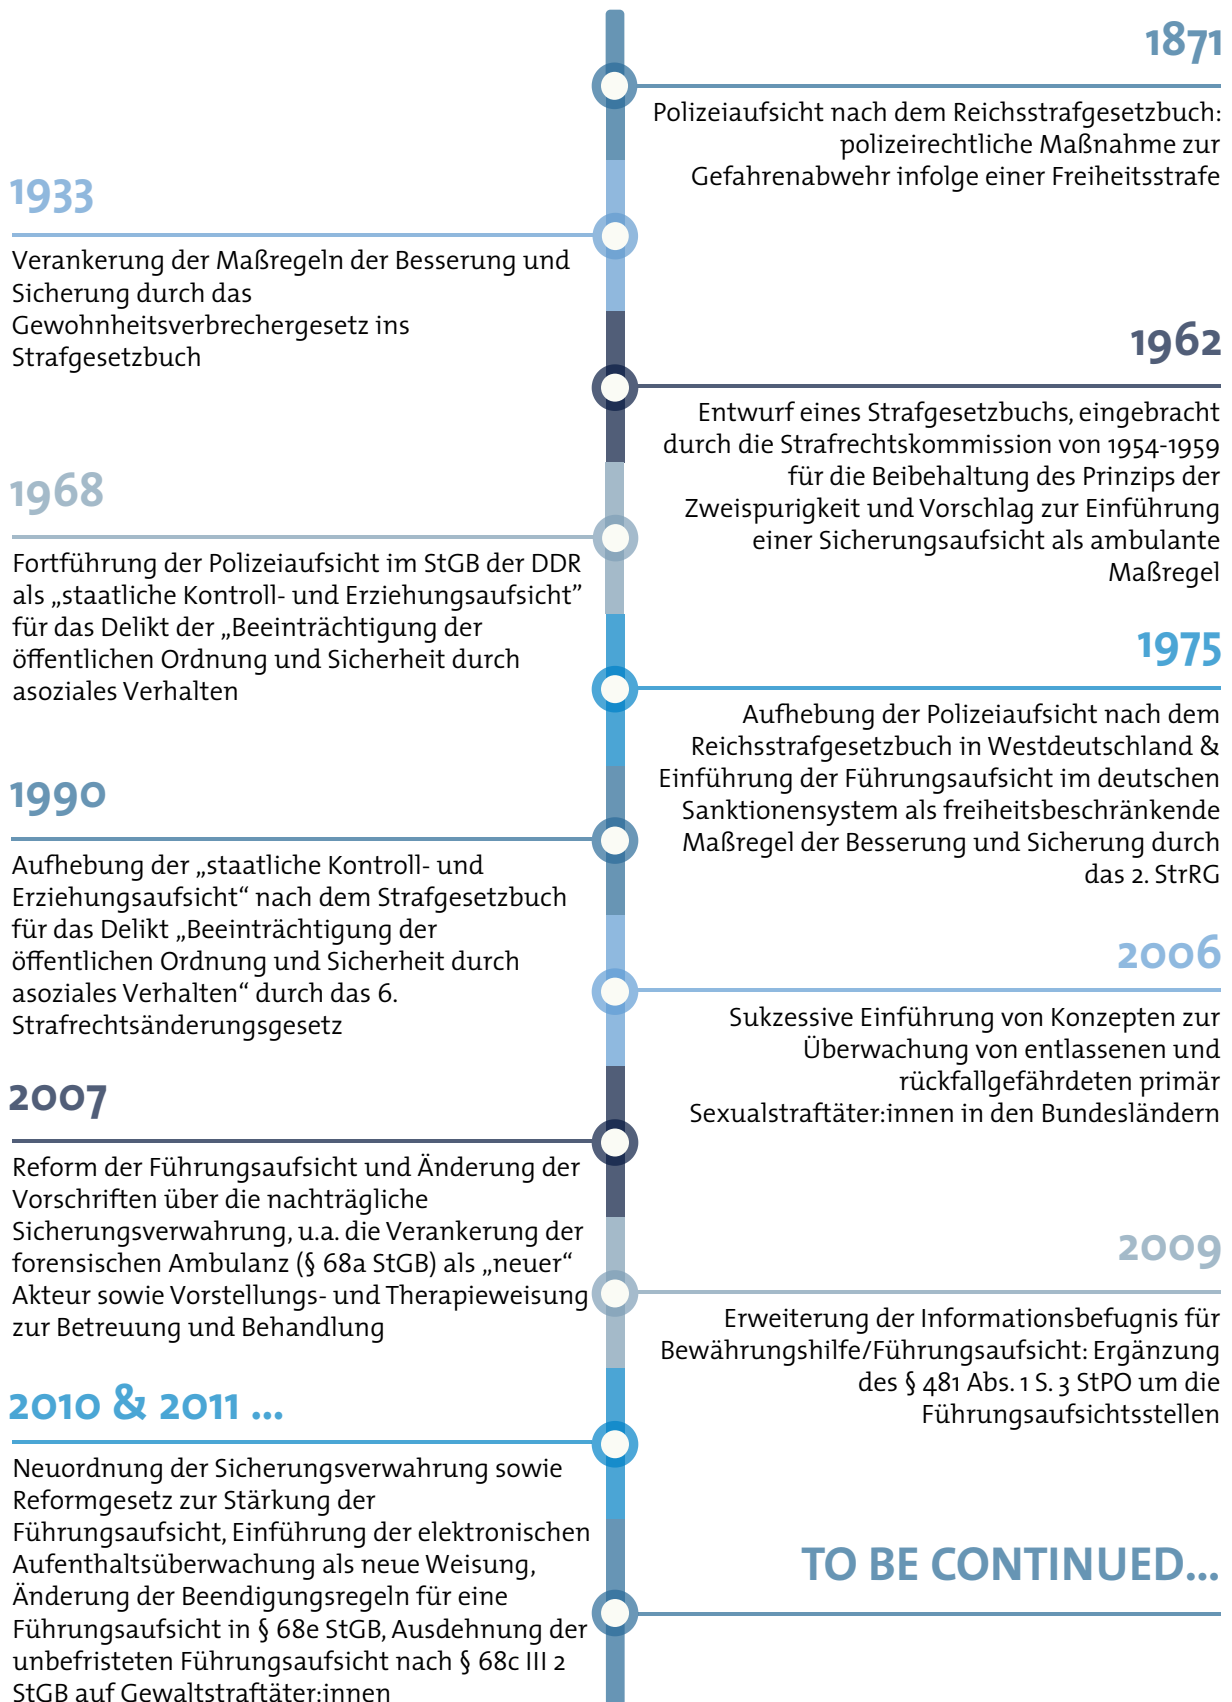 1871
Polizeiaufsicht nach dem Reichsstrafgesetzbuch:
polizeirechtliche Maßnahme zur
Gefahrenabwehr infolge einer Freiheitsstrafe
1933
Verankerung der Maßregeln der Besserung und
Sicherung durch das
Gewohnheitsverbrechergesetz ins
Strafgesetzbuch
1962
Entwurf eines Strafgesetzbuchs, eingebracht
durch die Strafrechtskommission von 1954-1959
für die Beibehaltung des Prinzips der
Zweispurigkeit und Vorschlag zur Einführung
einer Sicherungsaufsicht als ambulante
Maßregel
1968
Fortführung der Polizeiaufsicht im StGB der DDR
als „staatliche Kontroll- und Erziehungsaufsicht”
für das Delikt der „Beeinträchtigung der
öffentlichen Ordnung und Sicherheit durch
asoziales Verhalten
1975
Aufhebung der Polizeiaufsicht nach dem
Reichsstrafgesetzbuch in Westdeutschland &
Einführung der Führungsaufsicht im deutschen
Sanktionensystem als freiheitsbeschränkende
Maßregel der Besserung und Sicherung durch
das 2. StrRG
1990
Aufhebung der „staatliche Kontroll- und
Erziehungsaufsicht“ nach dem Strafgesetzbuch
für das Delikt „Beeinträchtigung der
öffentlichen Ordnung und Sicherheit durch
asoziales Verhalten“ durch das 6.
Strafrechtsänderungsgesetz
2006
Sukzessive Einführung von Konzepten zur
Überwachung von entlassenen und
rückfallgefährdeten primär
Sexualstraftäter:innen in den Bundesländern
2007
Reform der Führungsaufsicht und Änderung der
Vorschriften über die nachträgliche
Sicherungsverwahrung, u.a. die Verankerung der
forensischen Ambulanz (§ 68a StGB) als „neuer“
Akteur sowie Vorstellungs- und Therapieweisung
zur Betreuung und Behandlung
2009
Erweiterung der Informationsbefugnis für
Bewährungshilfe/Führungsaufsicht: Ergänzung
des § 481 Abs. 1 S. 3 StPO um die
Führungsaufsichtsstellen
2010 & 2011 ...
Neuordnung der Sicherungsverwahrung sowie
Reformgesetz zur Stärkung der
Führungsaufsicht, Einführung der elektronischen
Aufenthaltsüberwachung als neue Weisung,
Änderung der Beendigungsregeln für eine
Führungsaufsicht in § 68e StGB, Ausdehnung der
unbefristeten Führungsaufsicht nach § 68c III 2
StGB auf Gewaltstraftäter:innen
TO BE CONTINUED...